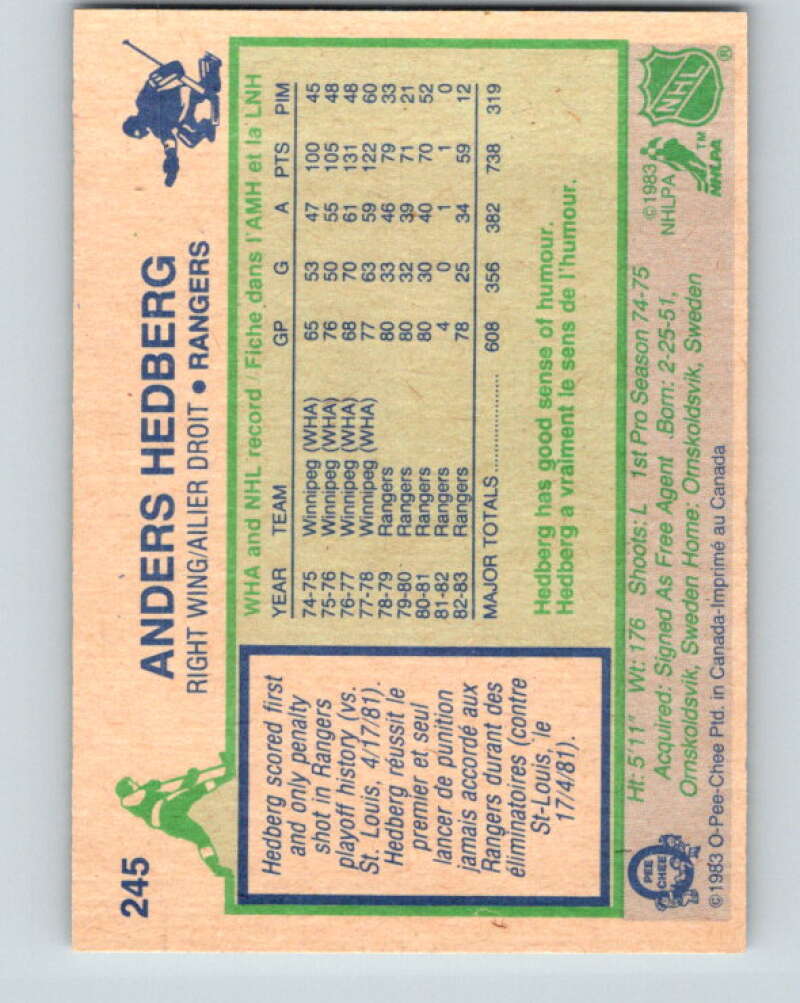 245
ANDERS HEDBERG
RIGHT WING/AILIER DROIT • RANGERS
Hedberg scored first
and only penalty
shot in Rangers
playoff history (vs.
St. Louis, 4/17/81).
Hedberg réussit le
premier et seul
lancer de punition
jamais accordé aux
Rangers durant des
éliminatoires (contre
St-Louis, le
17/4/81).
WHA and NHL record / Fiche dans l'AMH et la LNH
YEAR TEAM GP G A PTS PIM
74-75 Winnipeg (WHA) 65 53 47 100 45
75-76 Winnipeg (WHA) 76 50 55 105 48
76-77 Winnipeg (WHA) 68 70 61 131 48
77-78 Winnipeg (WHA) 77 63 59 122 60
78-79 Rangers 80 33 46 79 33
79-80 Rangers 80 32 39 71 21
80-81 Rangers 80 30 40 70 52
81-82 Rangers 4 0 1 1 0
82-83 Rangers 78 25 34 59 12
MAJOR TOTALS .................... 608 356 382 738 319
Hedberg has good sense of humour.
Hedberg a vraiment le sens de l'humour.
Ht: 5'11" Wt: 176 Shoots: L 1st Pro Season 74-75
Acquired: Signed As Free Agent Born: 2-25-51,
Ornskoldsvik, Sweden Home: Ornskoldsvik, Sweden
©1983 O-Pee-Chee Ptd. in Canada-Imprimé au Canada
O PEE CHEE
©1983
NHLPA
NHLPA TM
NHL ®